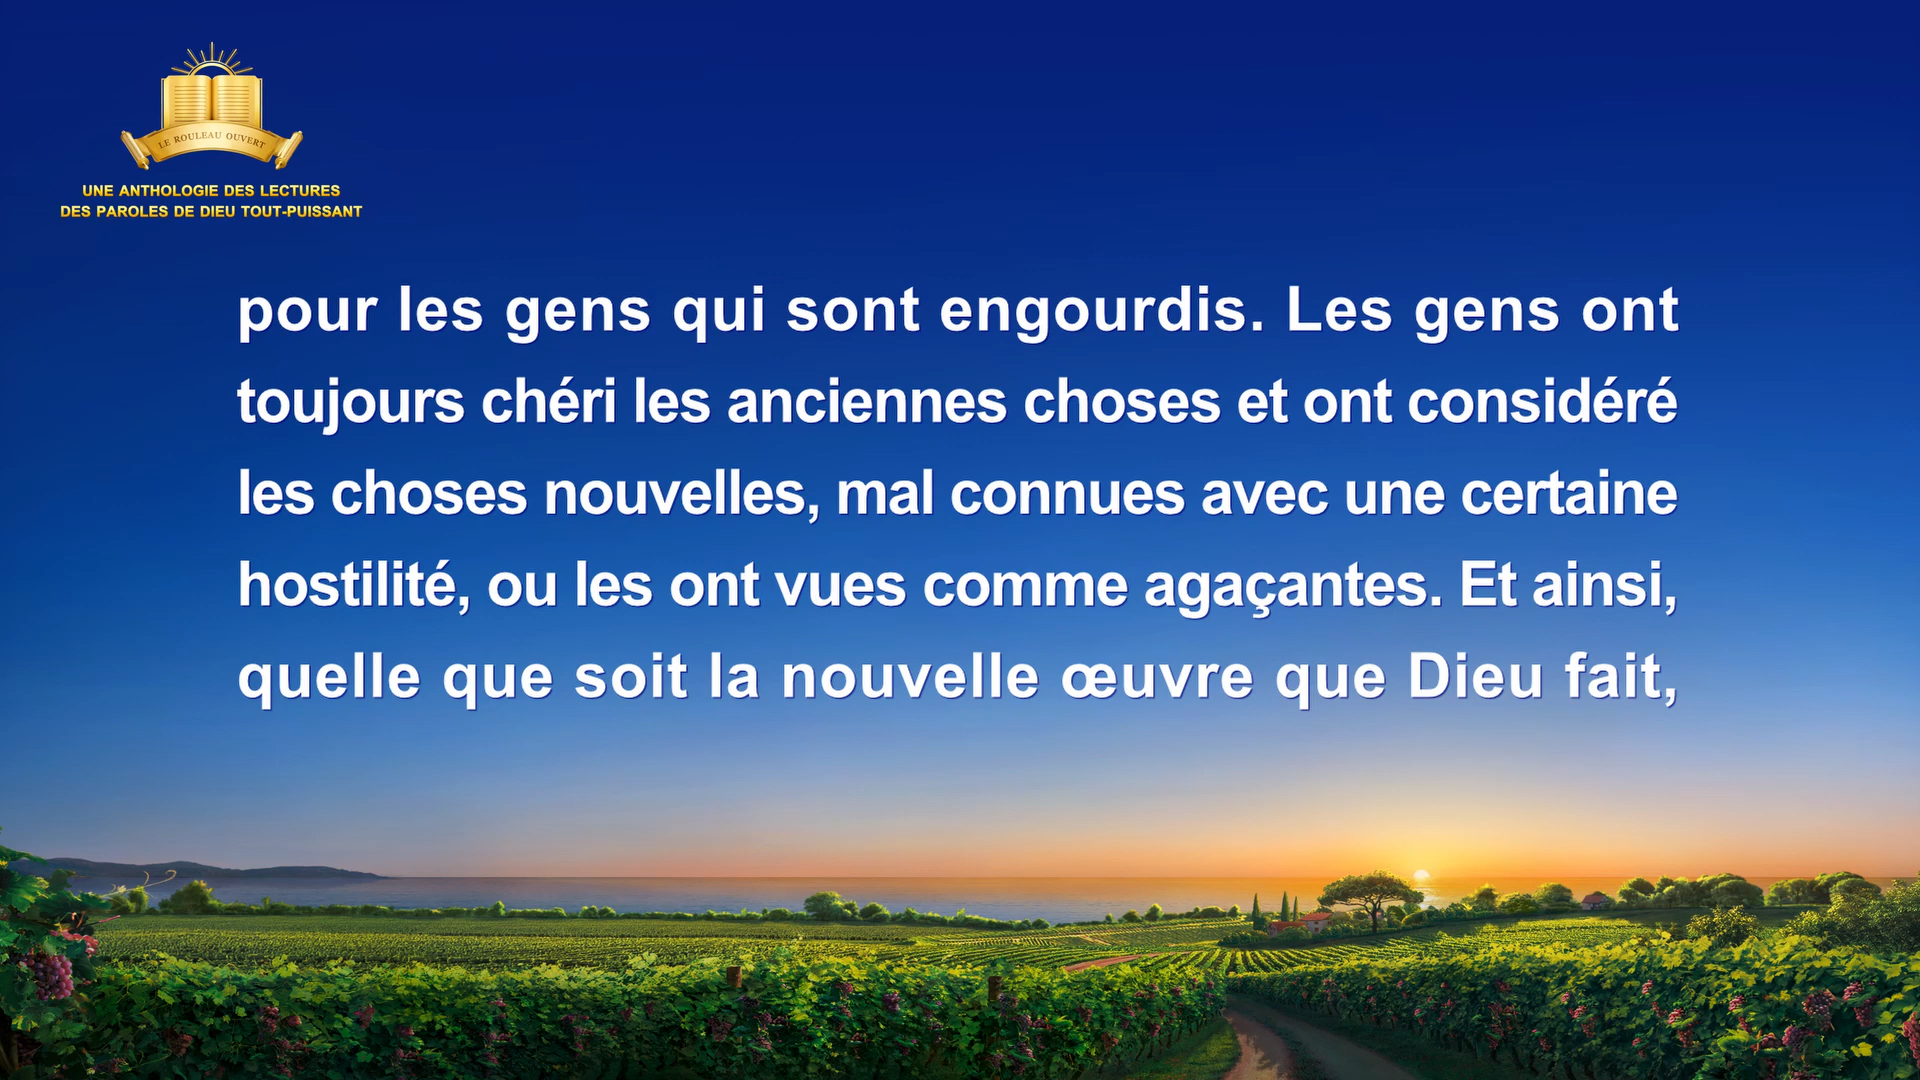 LE ROULEAU OUVERT
UNE ANTHOLOGIE DES LECTURES
DES PAROLES DE DIEU TOUT-PUISSANT
pour les gens qui sont engourdis. Les gens ont
toujours chéri les anciennes choses et ont considéré
les choses nouvelles, mal connues avec une certaine
hostilité, ou les ont vues comme agaçantes. Et ainsi,
quelle que soit la nouvelle œuvre que Dieu fait,